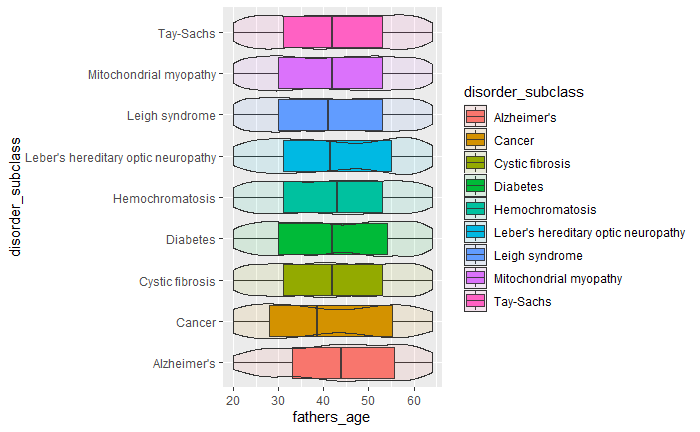 disorder_subclass
Tay-Sachs
Mitochondrial myopathy
Leigh syndrome
Leber's hereditary optic neuropathy
Hemochromatosis
Diabetes
Cystic fibrosis
Cancer
Alzheimer's
20 30 40 50 60
fathers_age
disorder_subclass
Alzheimer's
Cancer
Cystic fibrosis
Diabetes
Hemochromatosis
Leber's hereditary optic neuropathy
Leigh syndrome
Mitochondrial myopathy
Tay-Sachs